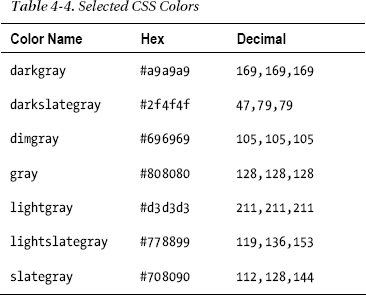 Table 4-4. Selected CSS Colors
Color Name Hex Decimal
darkgray #a9a9a9 169,169,169
darkslategray #2f4f4f 47,79,79
dimgray #696969 105,105,105
gray #808080 128,128,128
lightgray #d3d3d3 211,211,211
lightslategray #778899 119,136,153
slategray #708090 112,128,144